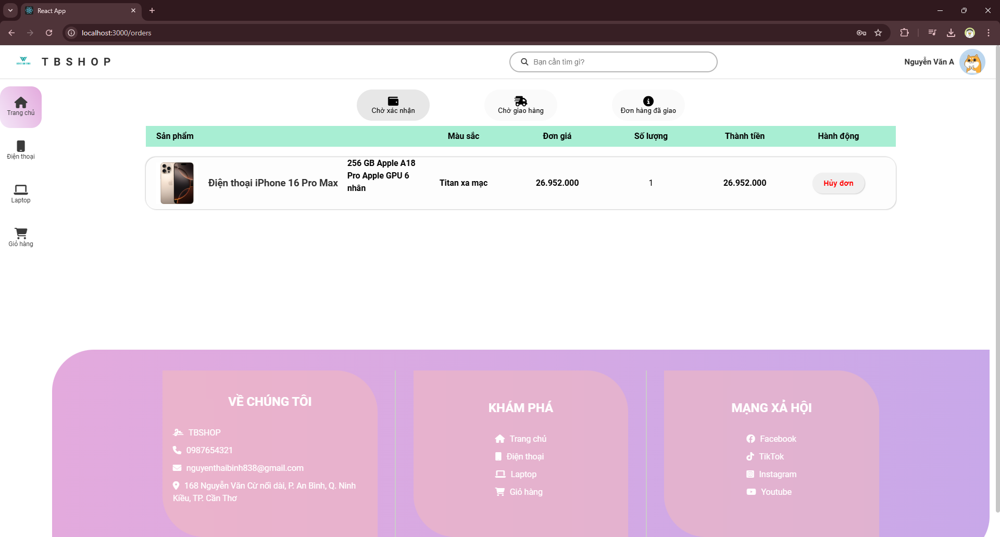 React App
localhost:3000/orders
TBSHOP
Bạn cần tìm gì?
Nguyễn Văn A
Trang chủ
Điện thoại
Laptop
Giỏ hàng
Chờ xác nhận
Chờ giao hàng
Đơn hàng đã giao
Sản phẩm Màu sắc Đơn giá Số lượng Thành tiền Hành động
Điện thoại iPhone 16 Pro Max
256 GB Apple A18
Pro Apple GPU 6
nhân
Titan xa mạc 26.952.000 1 26.952.000 Hủy đơn
VỀ CHÚNG TÔI
TBSHOP
0987654321
nguyenthaibinh838@gmail.com
168 Nguyễn Văn Cừ nối dài, P. An Bình, Q. Ninh
Kiều, TP. Cần Thơ
KHÁM PHÁ
Trang chủ
Điện thoại
Laptop
Giỏ hàng
MẠNG XẢ HỘI
Facebook
TikTok
Instagram
Youtube